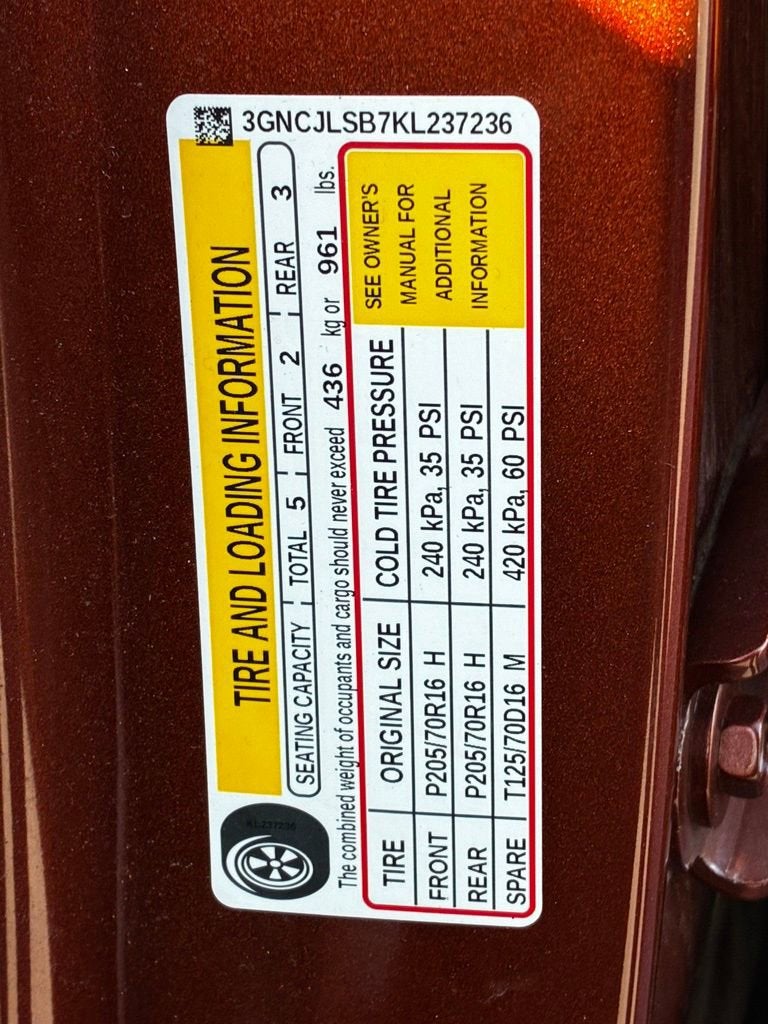 3GNCJLSB7KL237236
TIRE AND LOADING INFORMATION
SEATING CAPACITY TOTAL 5 FRONT 2 REAR 3
The combined weight of occupants and cargo should never exceed 436 kg or 961 lbs.
TIRE ORIGINAL SIZE COLD TIRE PRESSURE
FRONT P205/70R16 H 240 kPa, 35 PSI
REAR P205/70R16 H 240 kPa, 35 PSI
SPARE T125/70D16 M 420 kPa, 60 PSI
SEE OWNER'S
MANUAL FOR
ADDITIONAL
INFORMATION
KL237236